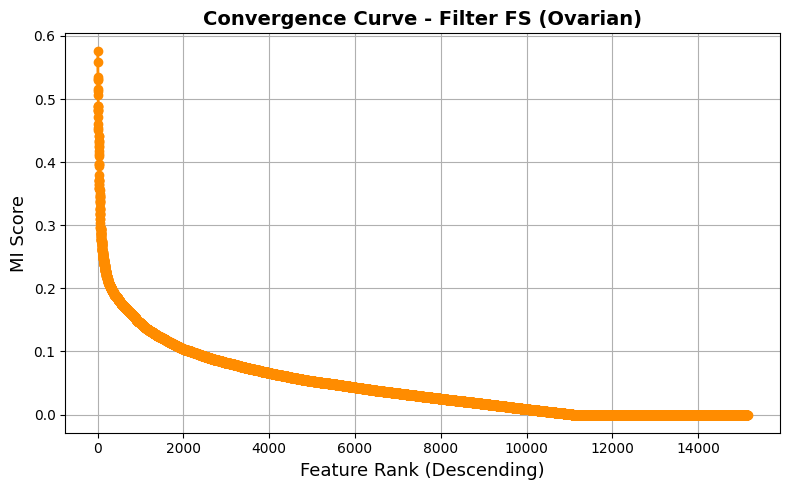 Convergence Curve - Filter FS (Ovarian)
MI Score
0.6
0.5
0.4
0.3
0.2
0.1
0.0
0 2000 4000 6000 8000 10000 12000 14000
Feature Rank (Descending)